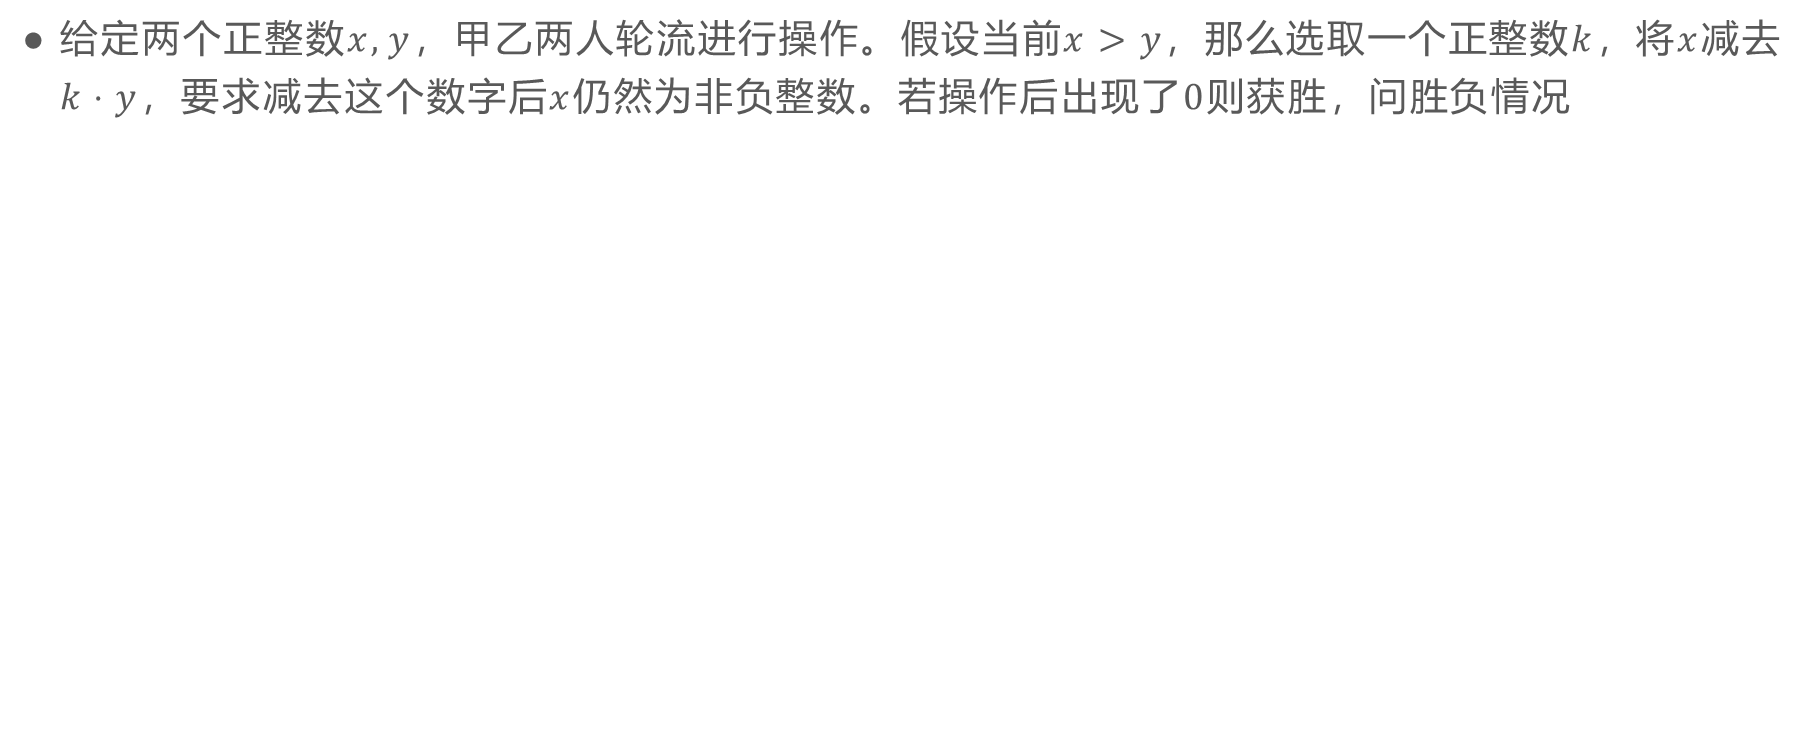 ● 给定两个正整数x, y，甲乙两人轮流进行操作。假设当前x > y，那么选取一个正整数k，将x减去
k · y，要求减去这个数字后x仍然为非负整数。若操作后出现了0则获胜，问胜负情况